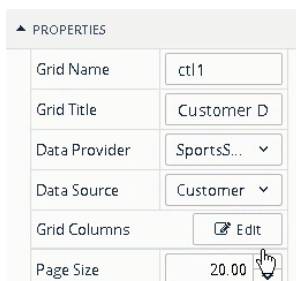 PROPERTIES
Grid Name ctl1
Grid Title Customer D
Data Provider SportsS...
Data Source Customer
Grid Columns Edit
Page Size 20.00